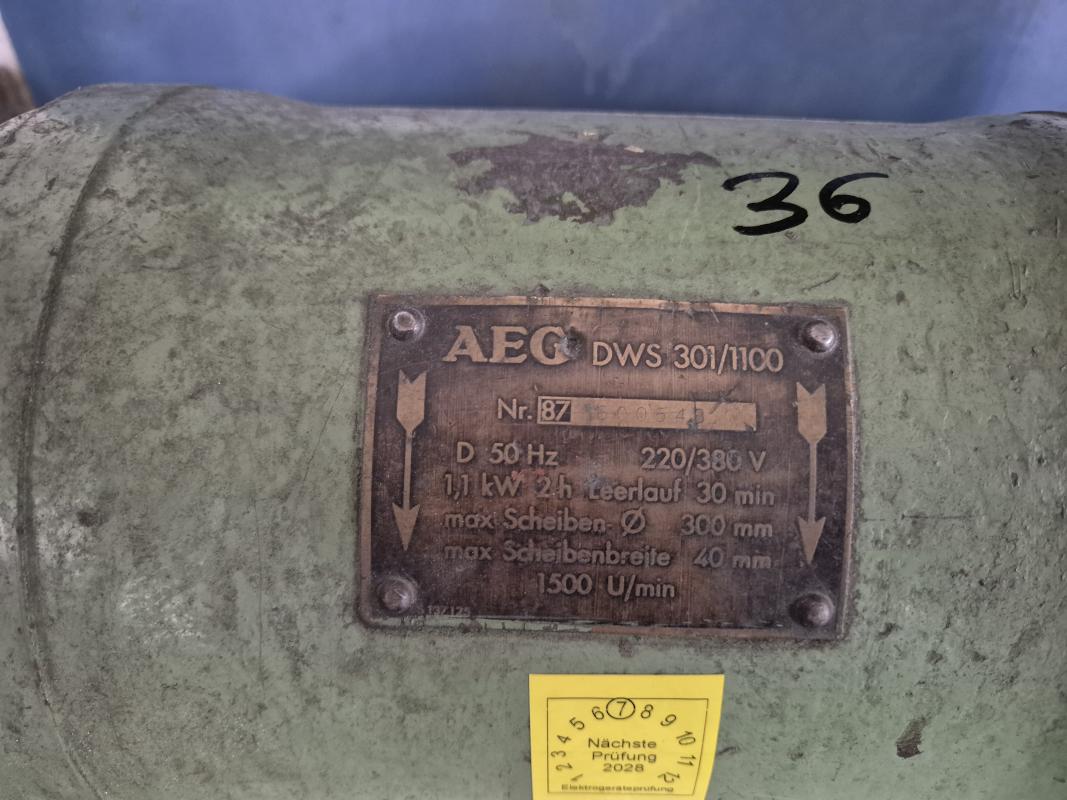 36
AEG DWS 301/1100
Nr. 87
D 50 Hz 220/380 V
1,1 kW 2 h Leerlauf 30 min
max Scheiben- Ø 300 mm
max Scheibenbreite 40 mm
1500 U/min
1 2 3 4 5 6 7 8 9 10 11 12
Nächste
Prüfung
2028
Elektrogeräteprüfung